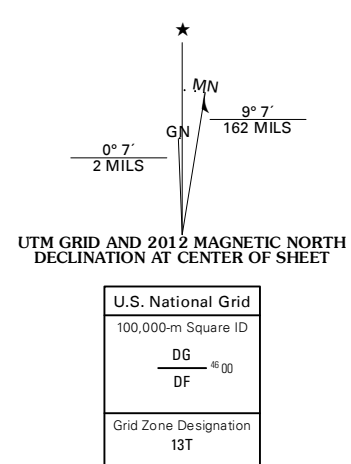 ★
MN
GN
9° 7´
162 MILS
0° 7´
2 MILS
UTM GRID AND 2012 MAGNETIC NORTH
DECLINATION AT CENTER OF SHEET
U.S. National Grid
100,000-m Square ID
DG
46 00
DF
Grid Zone Designation
13T